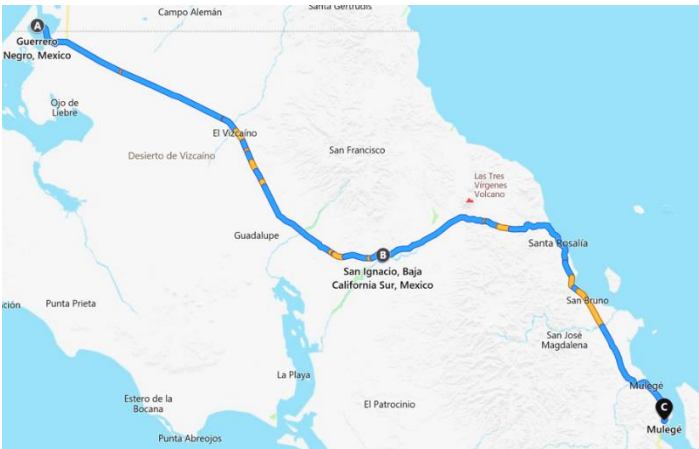 Campo Alemán
Santa Gertrudis
A
Guerrero
Negro, Mexico
Ojo de
Liebre
El Vizcaíno
Desierto de Vizcaíno
San Francisco
Las Tres
Vírgenes
Volcano
Guadalupe
B
San Ignacio, Baja
California Sur, Mexico
Santa Rosalía
ción
Punta Prieta
San Bruno
San José
Magdalena
La Playa
Mulegé
Estero de la
Bocana
El Patrocinio
C
Mulegé
Punta Abreojos